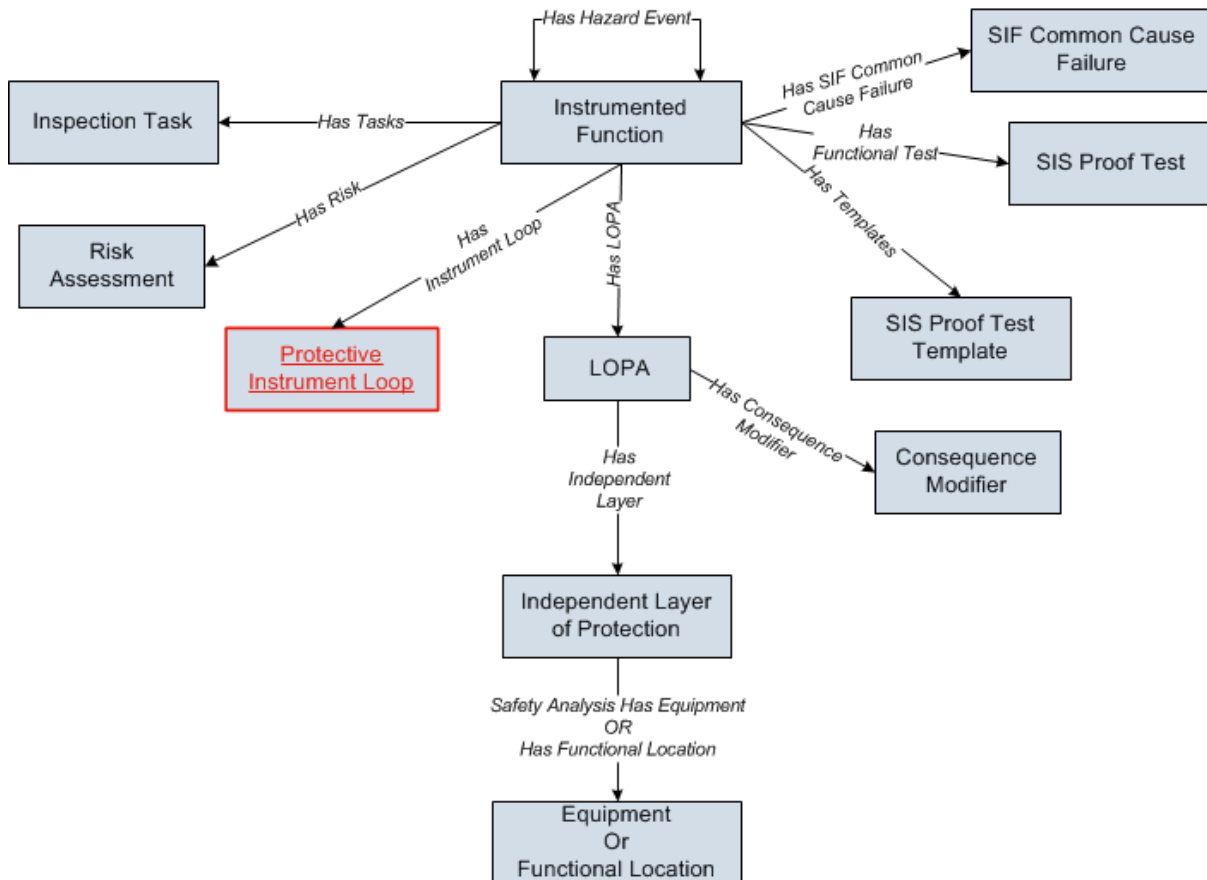 Has Hazard Event
SIF Common Cause
Failure
Has SIF Common
Cause Failure
Instrumented
Function
Inspection Task
Has Tasks
Has
Functional Test
SIS Proof Test
Has Risk
Has
Instrument Loop
Has LOPA
Has Templates
Risk
Assessment
SIS Proof Test
Template
Protective
Instrument Loop
LOPA
Has Consequence
Modifier
Has
Independent
Layer
Consequence
Modifier
Independent Layer
of Protection
Safety Analysis Has Equipment
OR
Has Functional Location
Equipment
Or
Functional Location